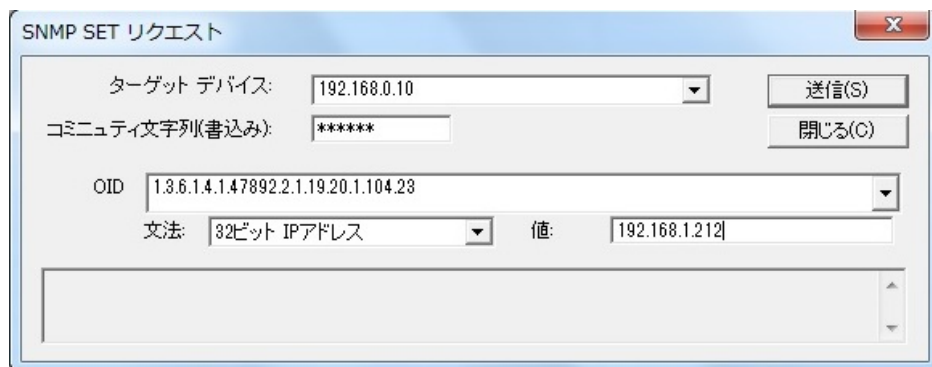 SNMP SET リクエスト
ターゲット デバイス: 192.168.0.10 送信(S)
コミニュティ文字列(書込み): ****** 閉じる(C)
OID 1.3.6.1.4.1.47892.2.1.19.20.1.104.23
文法: 32ビット IPアドレス 値: 192.168.1.212